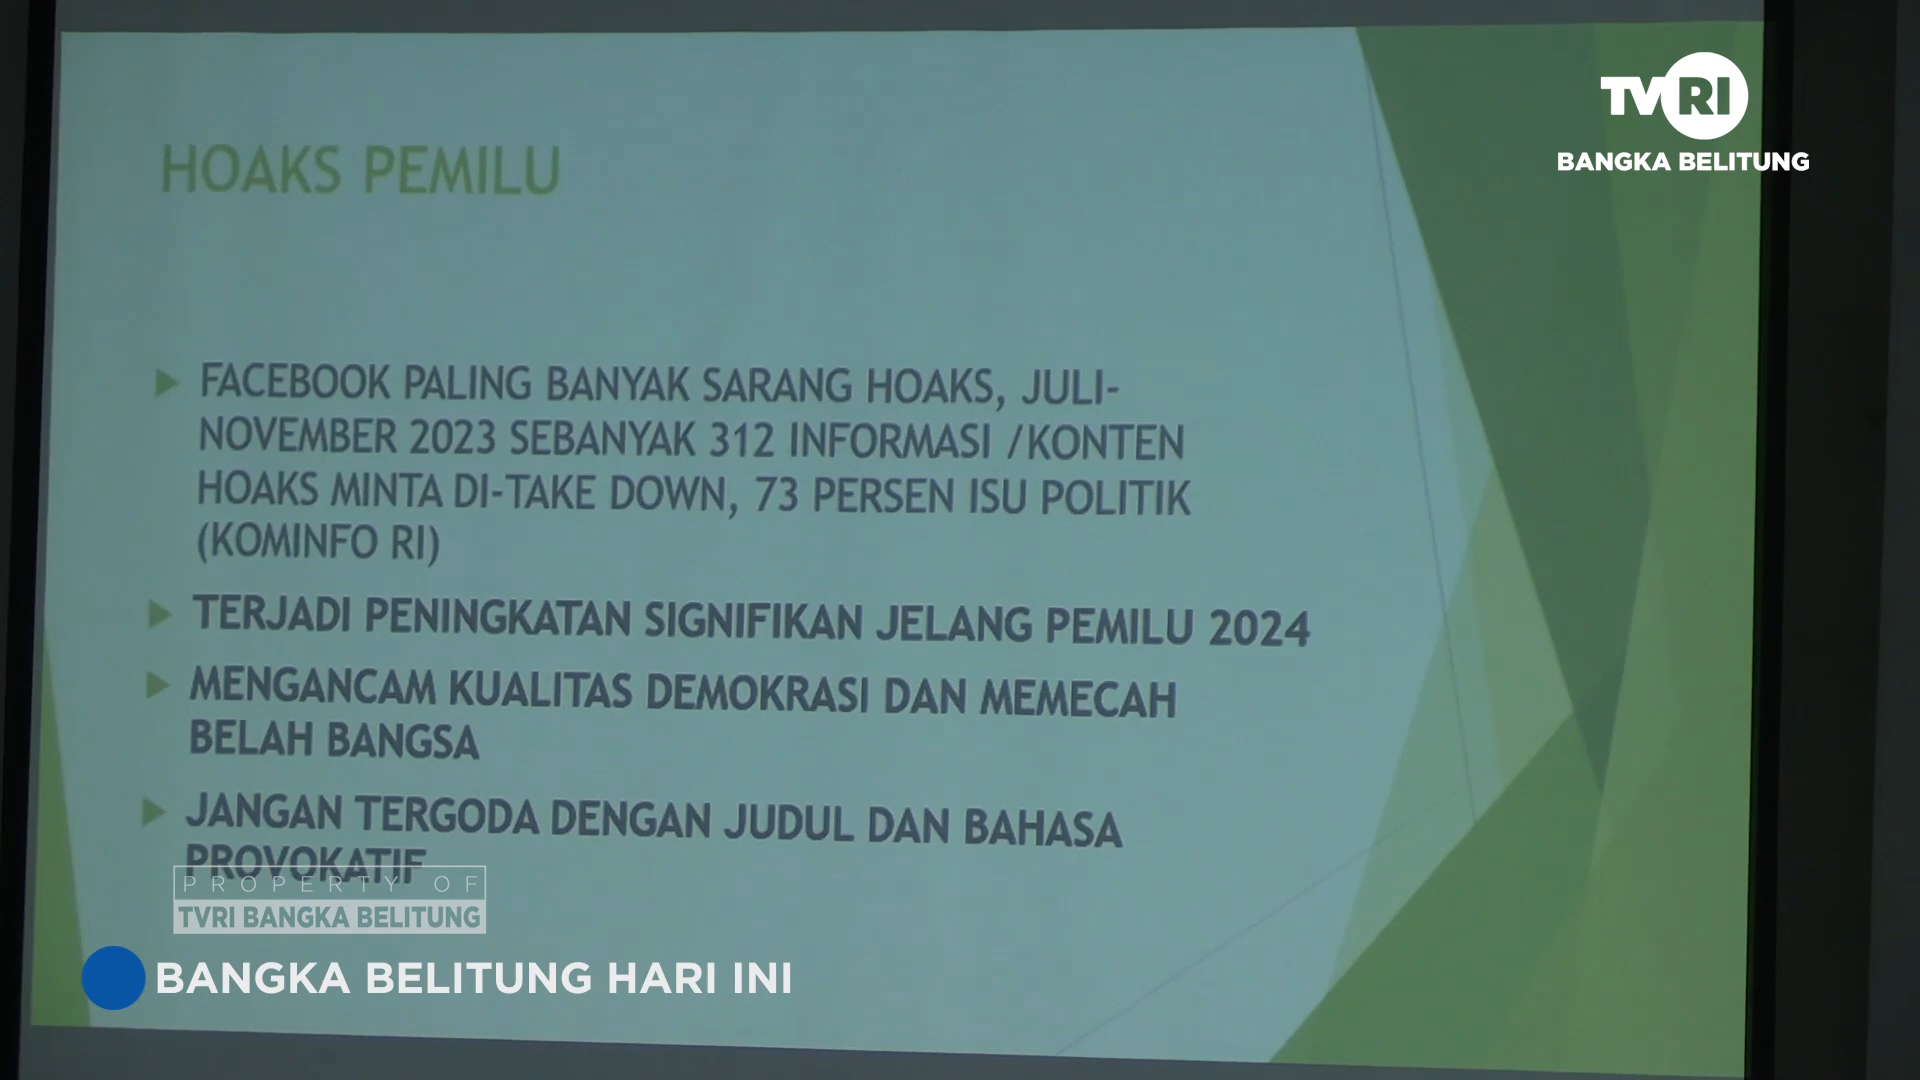 TVRI
BANGKA BELITUNG
HOAKS PEMILU
FACEBOOK PALING BANYAK SARANG HOAKS, JULI-
NOVEMBER 2023 SEBANYAK 312 INFORMASI /KONTEN
HOAKS MINTA DI-TAKE DOWN, 73 PERSEN ISU POLITIK
(KOMINFO RI)
TERJADI PENINGKATAN SIGNIFIKAN JELANG PEMILU 2024
MENGANCAM KUALITAS DEMOKRASI DAN MEMECAH
BELAH BANGSA
JANGAN TERGODA DENGAN JUDUL DAN BAHASA
PROVOKATIF
PROPERTY OF
TVRI BANGKA BELITUNG
BANGKA BELITUNG HARI INI